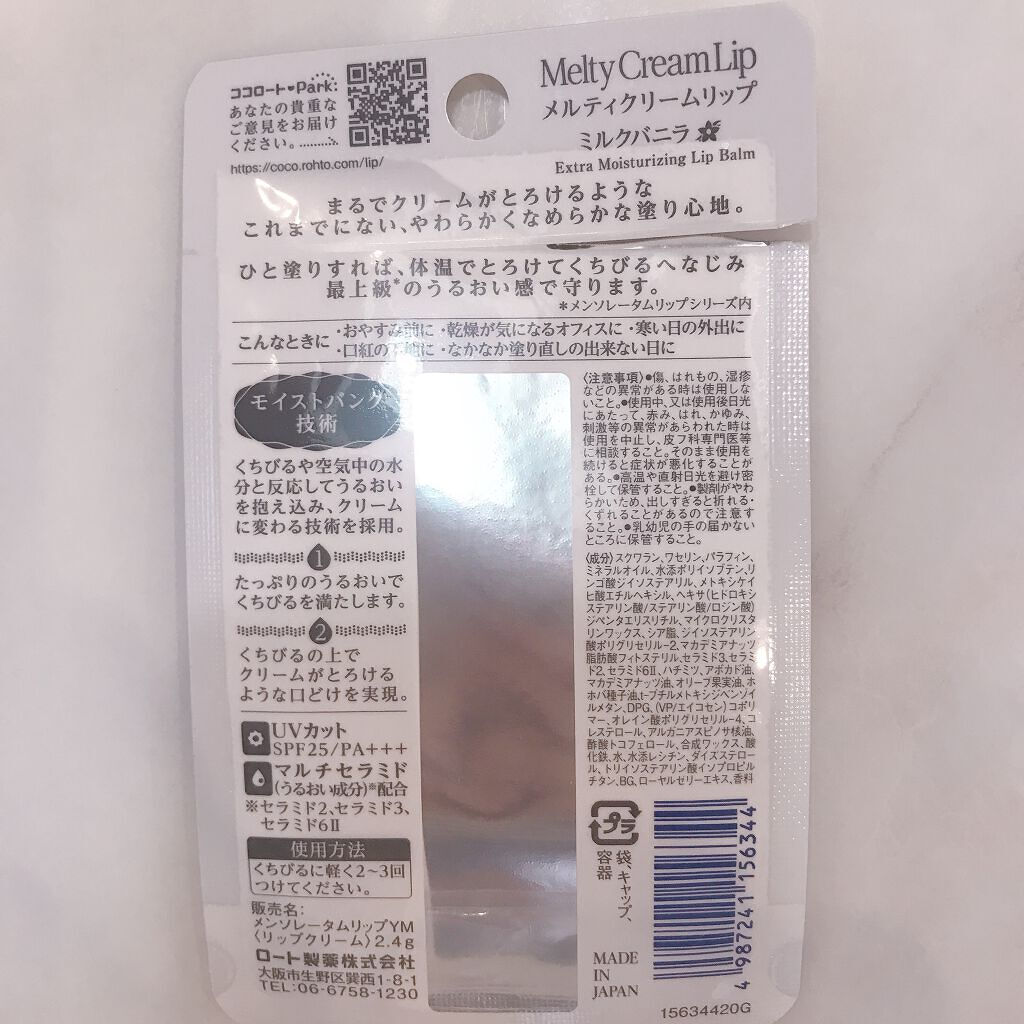 ココロート Park:
あなたの貴重な
ご意見をお届け
ください。
https://coco.rohto.com/lip/
Melty Cream Lip
メルティクリームリップ
ミルクバニラ
Extra Moisturizing Lip Balm
まるでクリームがとろけるような
これまでにない、やわらかくなめらかな塗り心地。
ひと塗りすれば、体温でとろけてくちびるへなじみ
最上級*のうるおい感で守ります。
*メンソレータムリップシリーズ内
こんなときに
・おやすみ前に ・乾燥が気になるオフィスに ・寒い日の外出に
・口紅の下地に ・なかなか塗り直しの出来ない日に
モイストバンク
技術
くちびるや空気中の水
分と反応してうるおい
を抱え込み、クリーム
に変わる技術を採用。
1
たっぷりのうるおいで
くちびるを満たします。
2
くちびるの上で
クリームがとろける
ような口どけを実現。
UVカット
SPF25/PA+++
マルチセラミド
(うるおい成分)※配合
※セラミド2、セラミド3、
セラミド6Ⅱ
使用方法
くちびるに軽く2~3回
つけてください。
販売名:
メンソレータムリップYM
〈リップクリーム〉2.4g
ロート製薬株式会社
大阪市生野区巽西1-8-1
TEL:06-6758-1230
〈注意事項〉●傷、はれもの、湿疹
などの異常がある時は使用しな
いこと。●使用中、又は使用後日光
にあたって、赤み、はれ、かゆみ、
刺激等の異常があらわれた時は
使用を中止し、皮フ科専門医等
に相談すること。そのまま使用を
続けると症状が悪化することが
ある。●高温や直射日光を避け密
栓して保管すること。●製剤がやわ
らかいため、出しすぎると折れる・
くずれることがあるので注意す
ること。●乳幼児の手の届かない
ところに保管すること。
〈成分〉スクワラン、ワセリン、パラフィン、
ミネラルオイル、水添ポリイソブテン、リ
ンゴ酸ジイソステアリル、メトキシケイ
ヒ酸エチルヘキシル、ヘキサ(ヒドロキシ
ステアリン酸/ステアリン酸/ロジン酸)
ジペンタエリスリチル、マイクロクリスタ
リンワックス、シア脂、ジイソステアリン
酸ポリグリセリル-2、マカデミアナッツ
脂肪酸フィトステリル、セラミド3、セラミ
ド2、セラミド6Ⅱ、ハチミツ、アボカド油、
マカデミアナッツ油、オリーブ果実油、ホ
ホバ種子油、t-ブチルメトキシジベンゾイ
ルメタン、DPG、(VP/エイコセン)コポリ
マー、オレイン酸ポリグリセリル-4、コ
レステロール、アルガニアスピノサ核油、
酢酸トコフェロール、合成ワックス、酸
化鉄、水、水添レシチン、ダイズステロー
ル、トリイソステアリン酸イソプロピル
チタン、BG、ローヤルゼリーエキス、香料
プラ
袋、キャップ、
容器
MADE
IN
JAPAN
4 987241 156344
15634420G